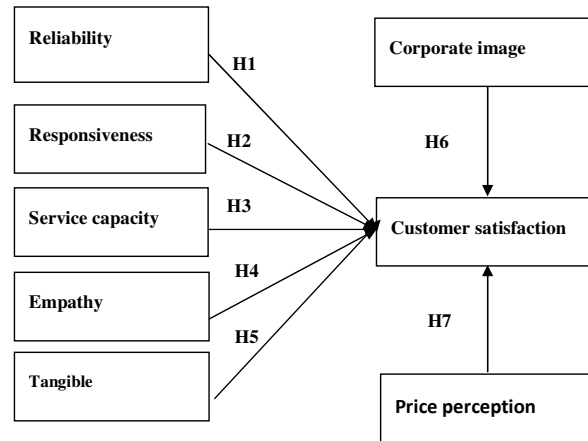 Reliability
H1
Corporate image
Responsiveness
H2
H6
Service capacity
H3
Customer satisfaction
H4
Empathy
H5
H7
Tangible
Price perception